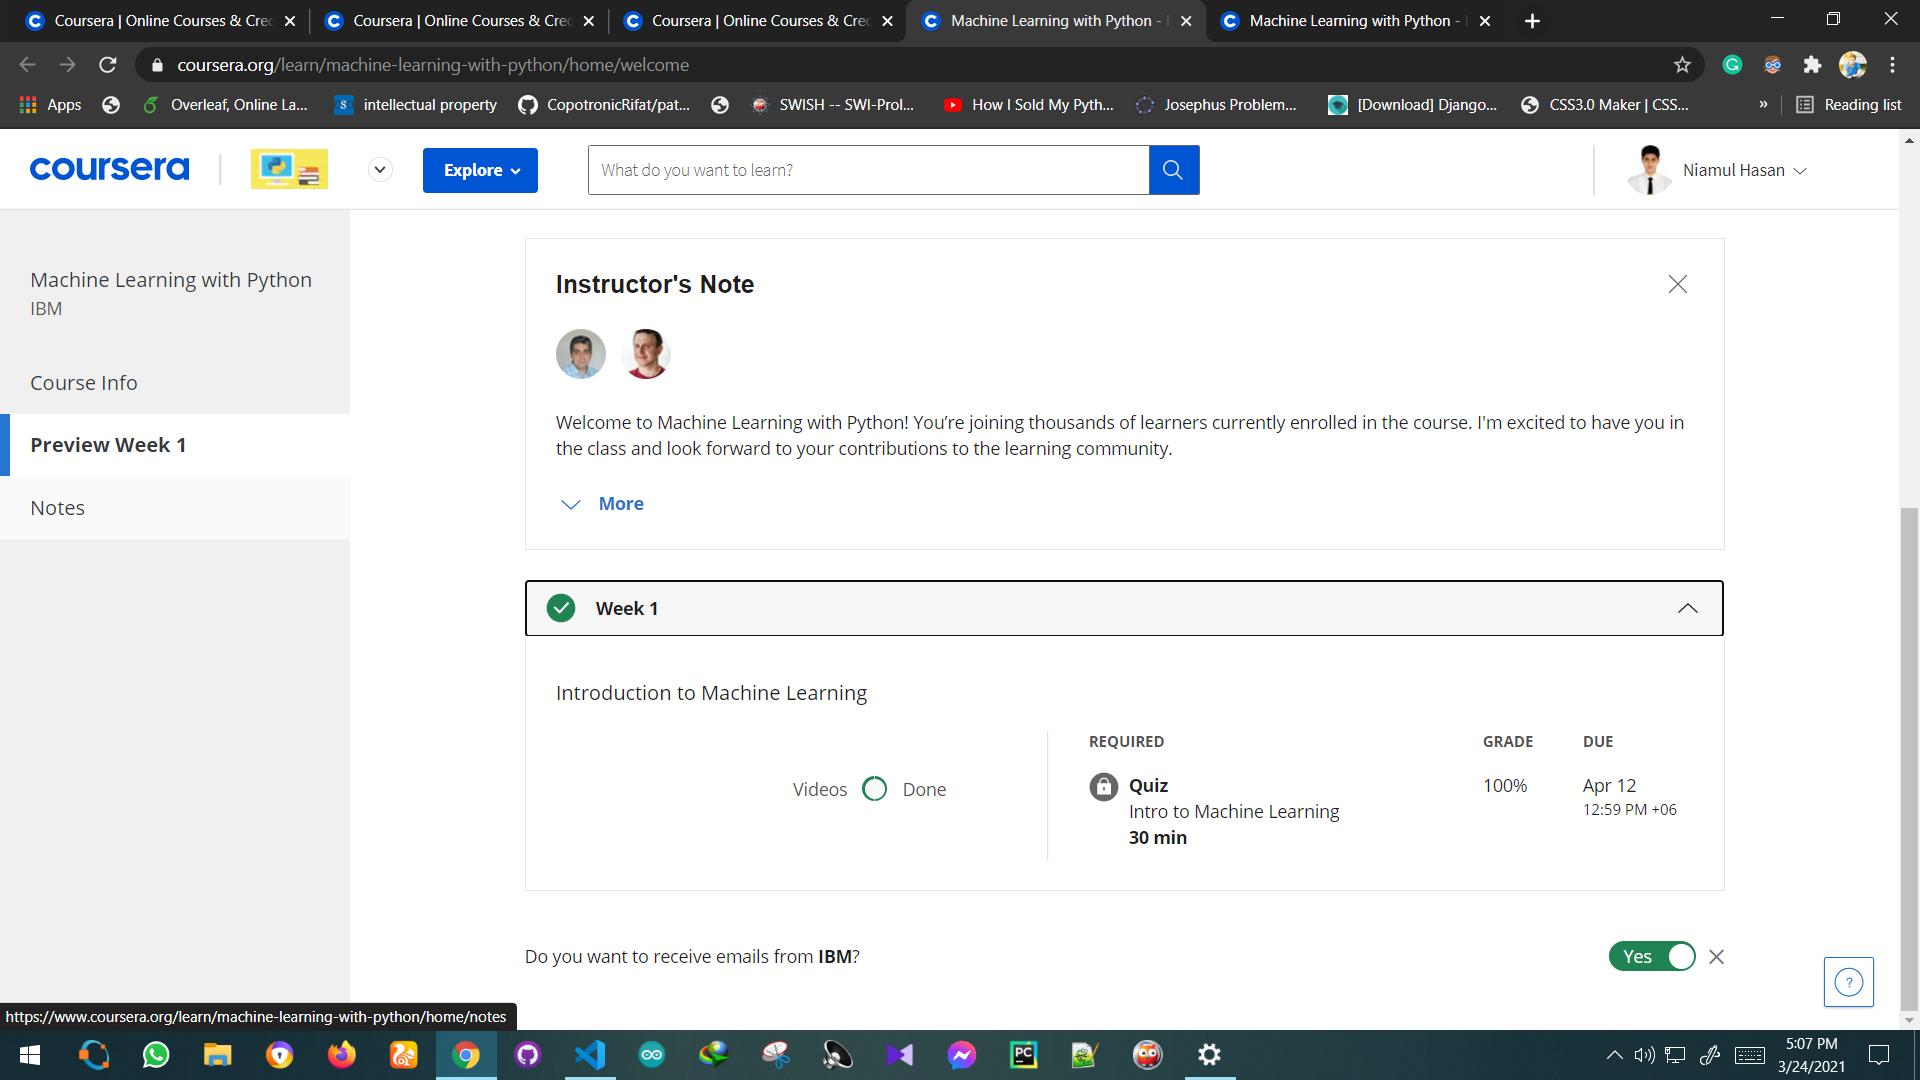 Coursera | Online Courses & Cred
Coursera | Online Courses & Cred
Coursera | Online Courses & Cred
Machine Learning with Python -
Machine Learning with Python -
coursera.org/learn/machine-learning-with-python/home/welcome
Apps
Overleaf, Online La...
intellectual property
CopotronicRifat/pat...
SWISH -- SWI-Prol...
How I Sold My Pyth...
Josephus Problem...
[Download] Django...
CSS3.0 Maker | CSS...
»
Reading list
coursera
Explore
What do you want to learn?
Niamul Hasan
Machine Learning with Python
IBM
Course Info
Preview Week 1
Notes
Instructor's Note
Welcome to Machine Learning with Python! You’re joining thousands of learners currently enrolled in the course. I'm excited to have you in
the class and look forward to your contributions to the learning community.
More
Week 1
Introduction to Machine Learning
Videos Done
REQUIRED GRADE DUE
Quiz 100% Apr 12
Intro to Machine Learning 12:59 PM +06
30 min
Do you want to receive emails from IBM?
Yes
?
https://www.coursera.org/learn/machine-learning-with-python/home/notes
PC
5:07 PM
3/24/2021